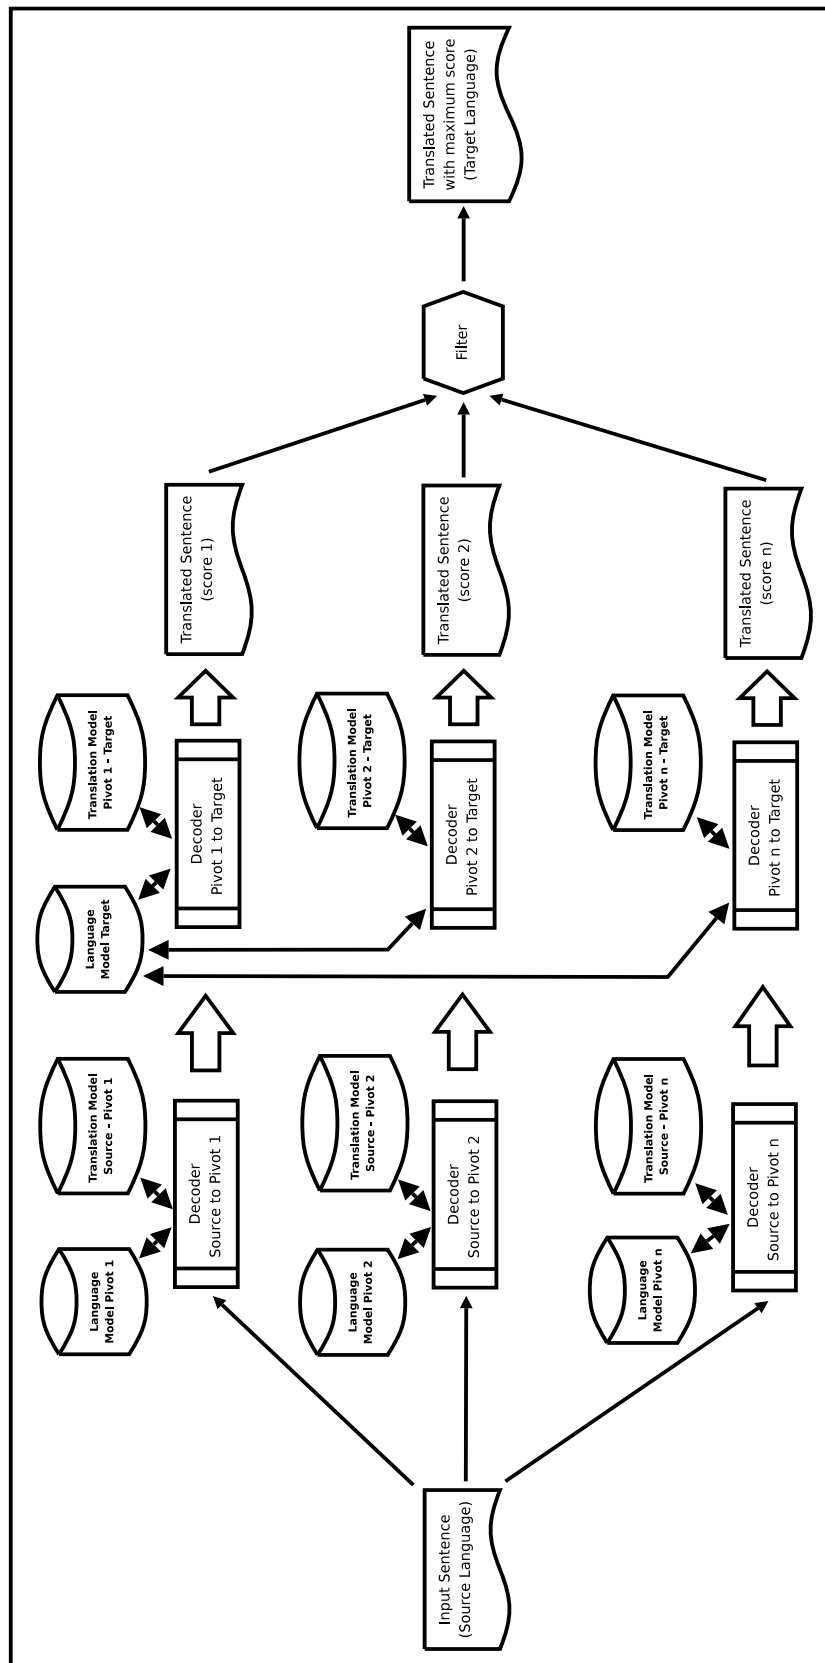 Input Sentence
(Source Language)
Language
Model Pivot 1
Translation Model
Source - Pivot 1
Decoder
Source to Pivot 1
Language
Model Target
Translation Model
Pivot 1 - Target
Decoder
Pivot 1 to Target
Translated Sentence
(score 1)
Language
Model Pivot 2
Translation Model
Source - Pivot 2
Decoder
Source to Pivot 2
Translation Model
Pivot 2 - Target
Decoder
Pivot 2 to Target
Translated Sentence
(score 2)
Language
Model Pivot n
Translation Model
Source - Pivot n
Decoder
Source to Pivot n
Translation Model
Pivot n - Target
Decoder
Pivot n to Target
Translated Sentence
(score n)
Filter
Translated Sentence
with maximum score
(Target Language)